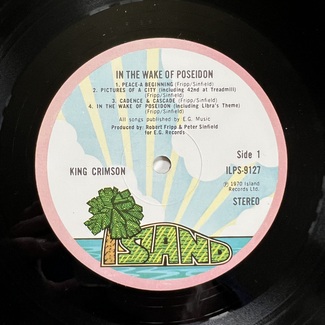 IN THE WAKE OF POSEIDON
1. PEACE-A BEGINNING (Fripp/Sinfield)
2. PICTURES OF A CITY (including 42nd at Treadmill)
(Fripp/Sinfield)
3. CADENCE & CASCADE (Fripp/Sinfield)
4. IN THE WAKE OF POSEIDON (including Libra's Theme)
(Fripp/Sinfield)
All songs published by E.G. Music
Produced by: Robert Fripp & Peter Sinfield
for E.G. Records
Side 1
KING CRIMSON
ILPS-9127
℗ 1970 Island
Records Ltd.
STEREO
ISLAND